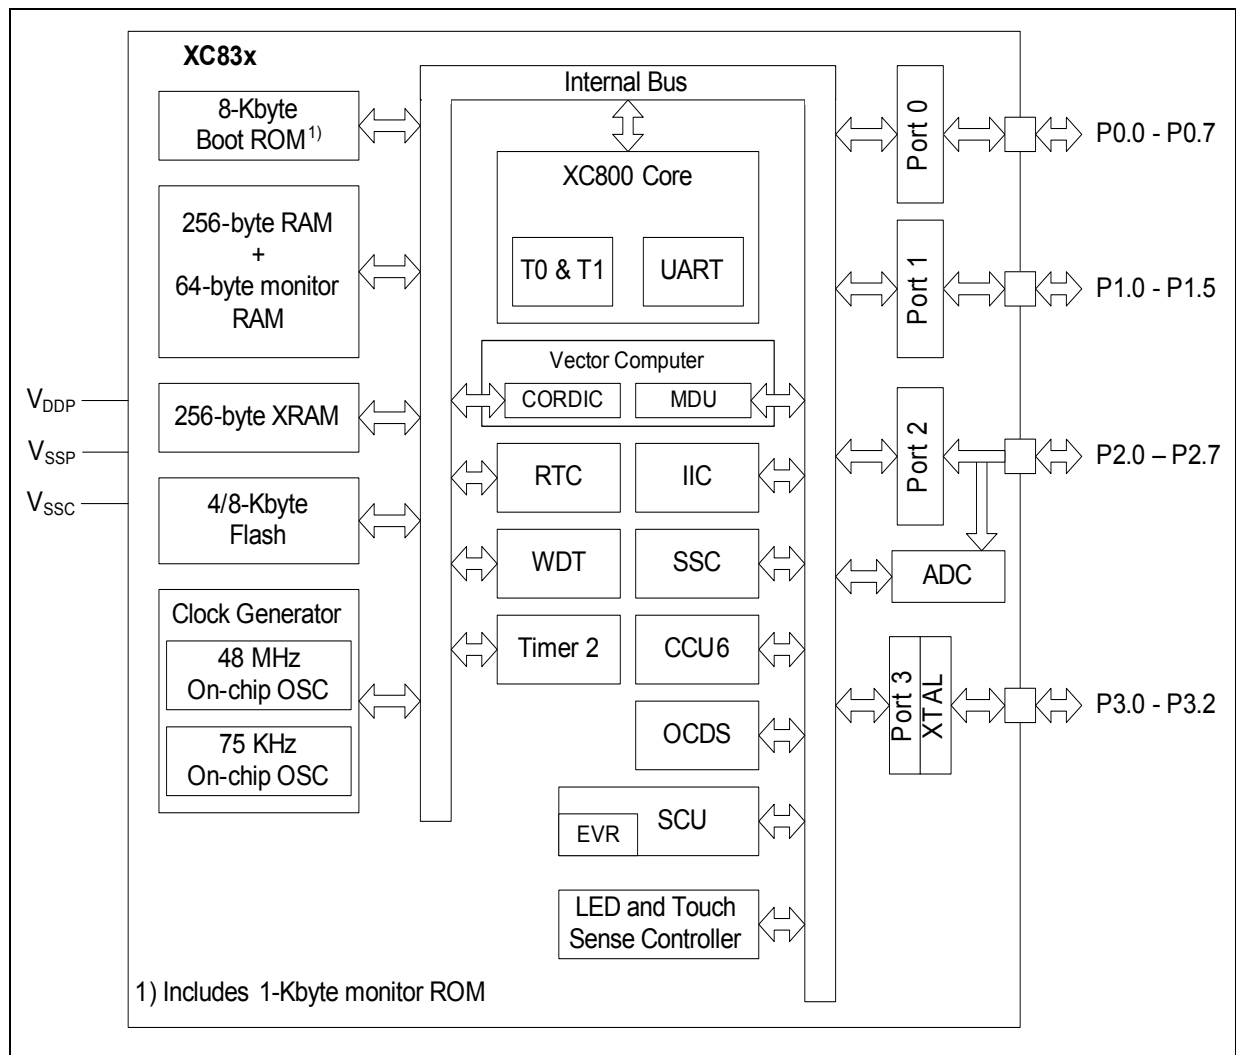 XC83x
Internal Bus
8-Kbyte
Boot ROM1)
256-byte RAM
+
64-byte monitor
RAM
256-byte XRAM
4/8-Kbyte
Flash
Clock Generator
48 MHz
On-chip OSC
75 KHz
On-chip OSC
VDDP
VSSP
VSSC
XC800 Core
T0 & T1
UART
Vector Computer
CORDIC
MDU
RTC
IIC
WDT
SSC
Timer 2
CCU6
OCDS
SCU
EVR
LED and Touch
Sense Controller
Port 0
P0.0 - P0.7
Port 1
P1.0 - P1.5
Port 2
P2.0 – P2.7
ADC
Port 3
XTAL
P3.0 - P3.2
1) Includes 1-Kbyte monitor ROM